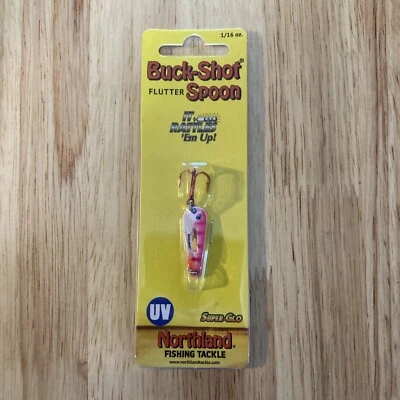 1/16 oz.
Buck-Shot®
FLUTTER Spoon
IT
RATTLES
'Em Up!
UV
SUPER-GLO
Northland
FISHING TACKLE
www.northlandtackle.com